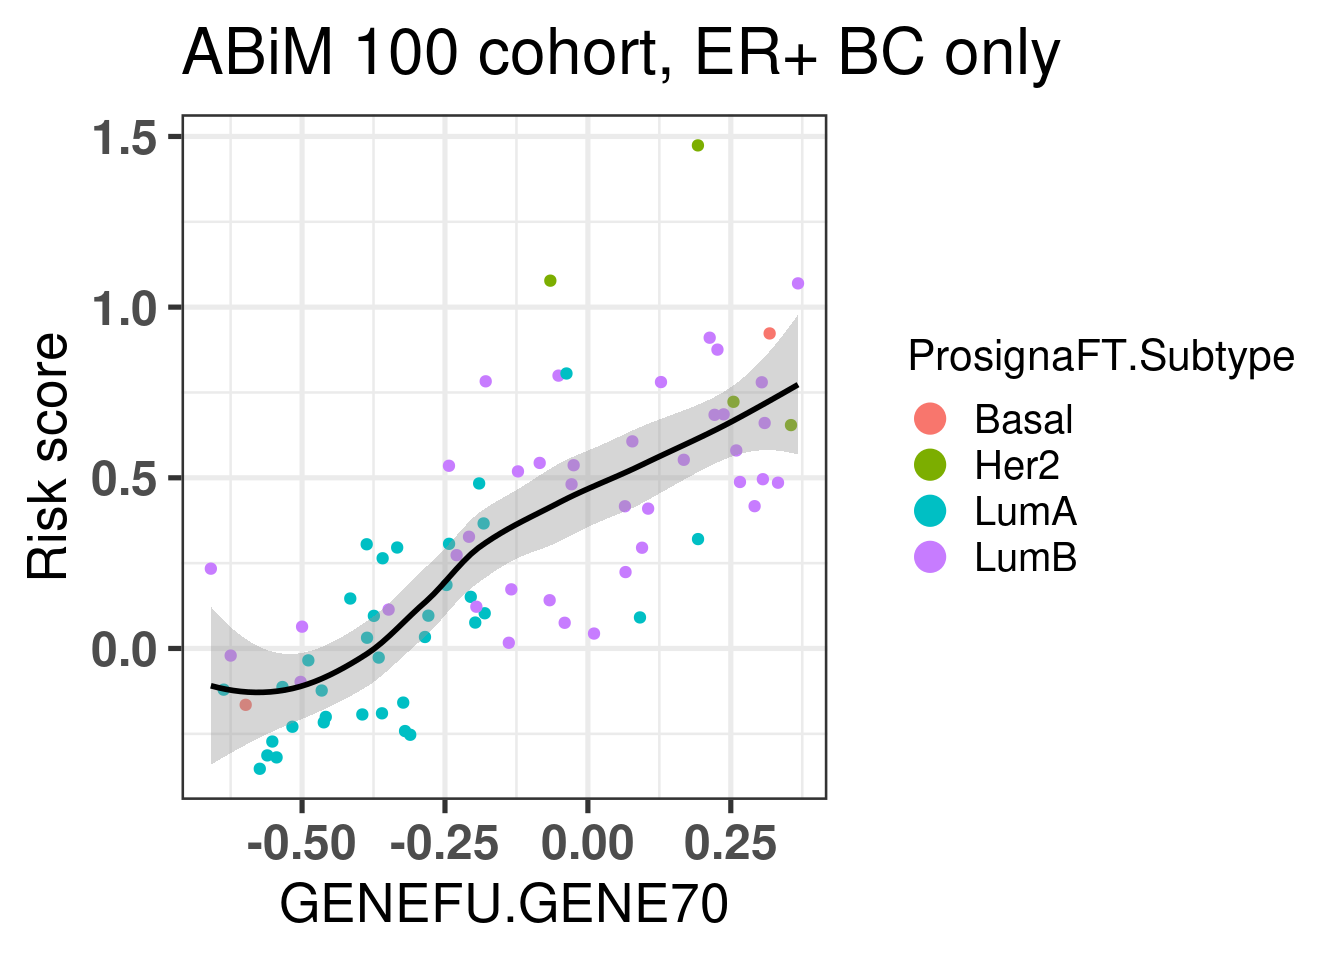 ABiM 100 cohort, ER+ BC only
1.5
1.0
0.5
0.0
Risk score
-0.50 -0.25 0.00 0.25
GENEFU.GENE70
ProsignaFT.Subtype
Basal
Her2
LumA
LumB